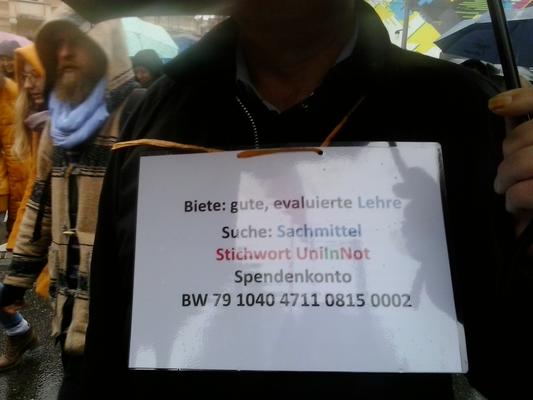 Biete: gute, evaluierte Lehre
Suche: Sachmittel
Stichwort UniInNot
Spendenkonto
BW 79 1040 4711 0815 0002